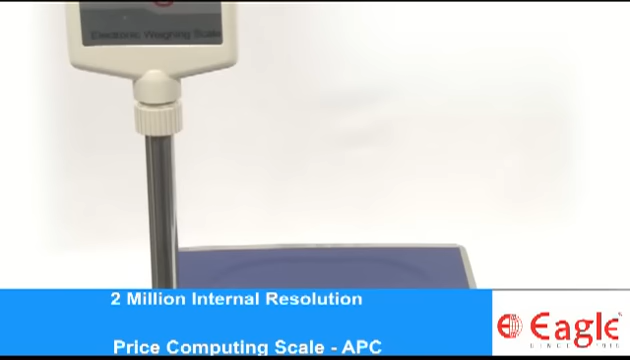 Electronic Weighing Scale
2 Million Internal Resolution
Eagle
Price Computing Scale - APC